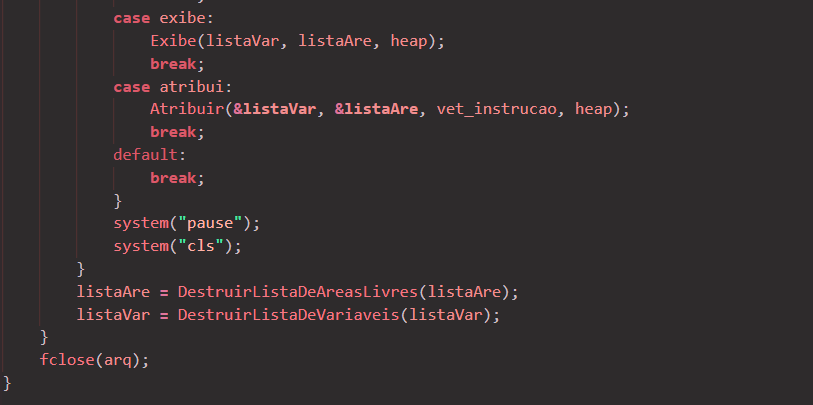 case exibe:
Exibe(listaVar, listaAre, heap);
break;
case atribui:
Atribuir(&listaVar, &listaAre, vet_instrucao, heap);
break;
default:
break;
}
system("pause");
system("cls");
}
listaAre = DestruirListaDeAreasLivres(listaAre);
listaVar = DestruirListaDeVariaveis(listaVar);
}
fclose(arq);
}